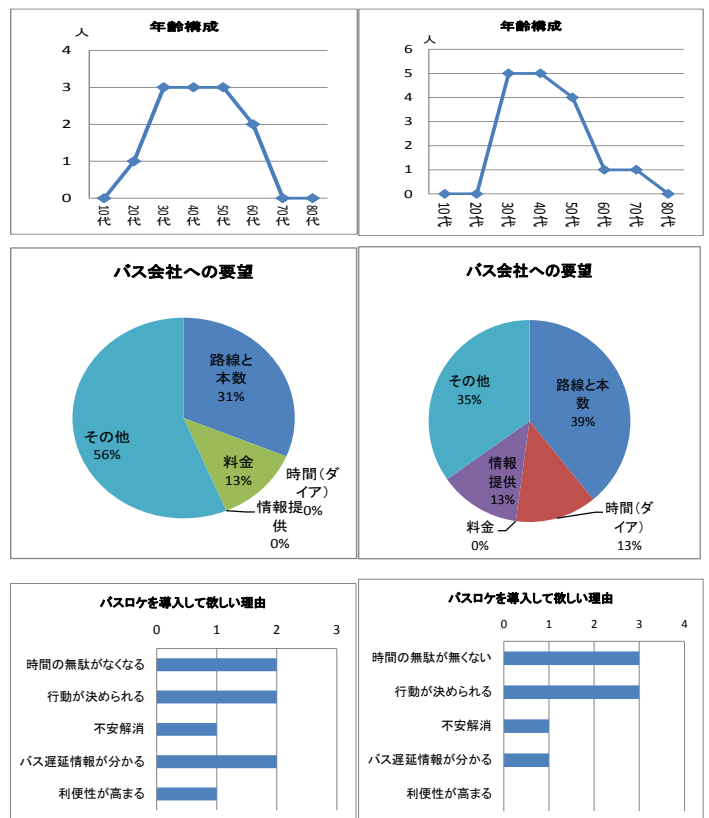 年齢構成
人
4
3
2
1
0
10代
20代
30代
40代
50代
60代
70代
80代
年齢構成
人
6
5
4
3
2
1
0
10代
20代
30代
40代
50代
60代
70代
80代
バス会社への要望
路線と
本数
31%
時間(ダ
イア)
0%
料金
13%
情報提
供
0%
その他
56%
バス会社への要望
路線と本
数
39%
時間(ダ
イア)
13%
料金
0%
情報
提供
13%
その他
35%
バスロケを導入して欲しい理由
0 1 2 3
時間の無駄がなくなる
行動が決められる
不安解消
バス遅延情報が分かる
利便性が高まる
バスロケを導入して欲しい理由
0 1 2 3 4
時間の無駄が無くない
行動が決められる
不安解消
バス遅延情報が分かる
利便性が高まる